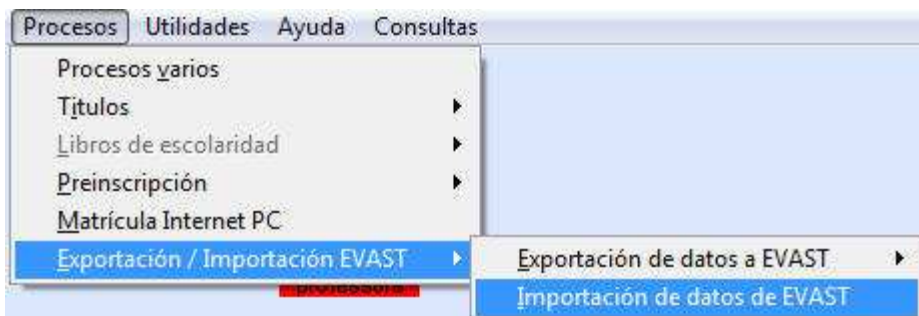 Procesos Utilidades Ayuda Consultas
Procesos varios
Titulos
Libros de escolaridad
Preinscripción
Matrícula Internet PC
Exportación / Importación EVAST
Exportación de datos a EVAST
Importación de datos de EVAST